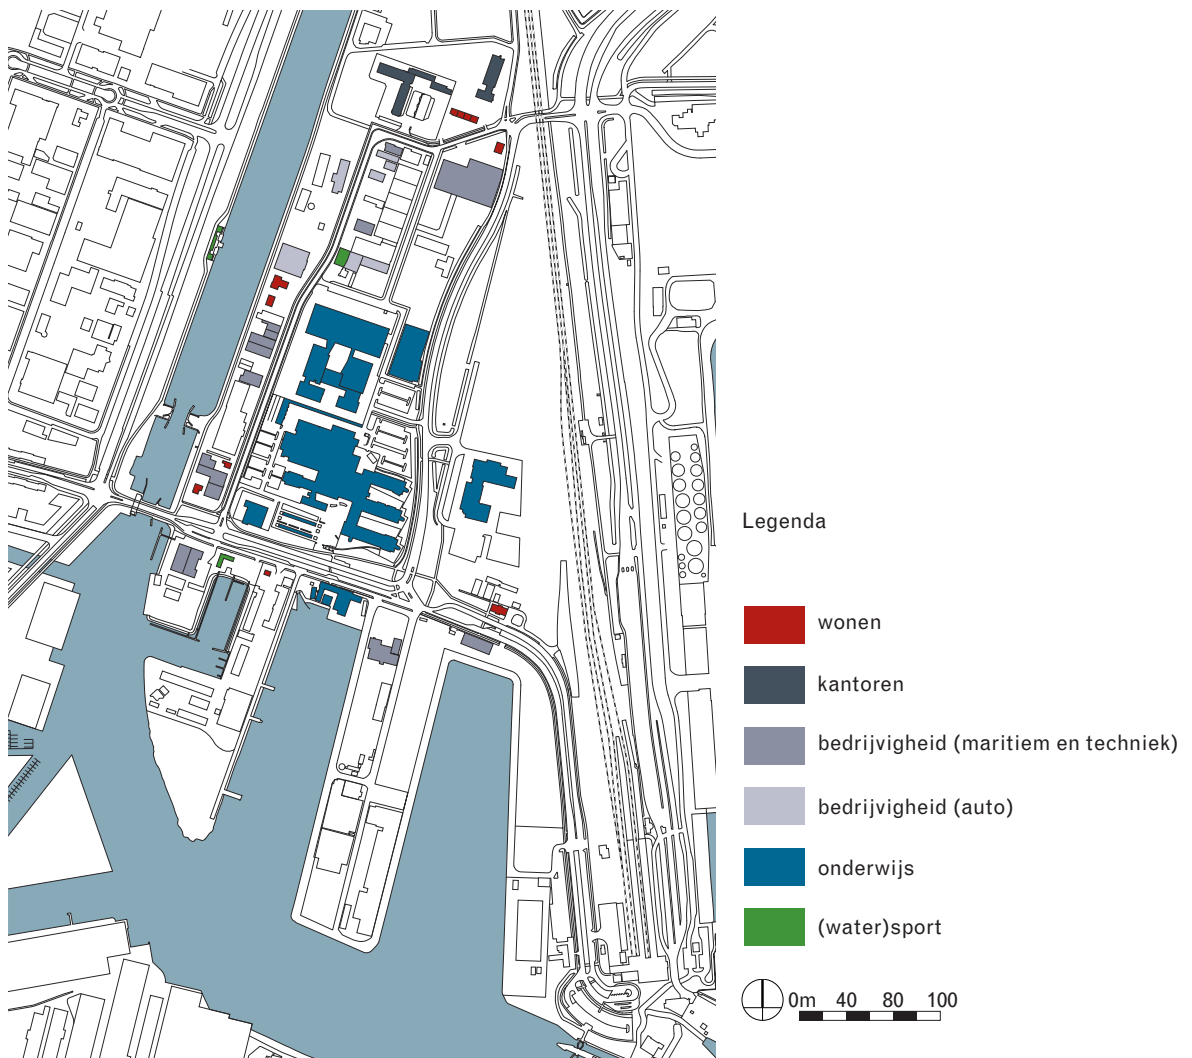 Legenda
wonen
kantoren
bedrijvigheid (maritiem en techniek)
bedrijvigheid (auto)
onderwijs
(water)sport
0m 40 80 100